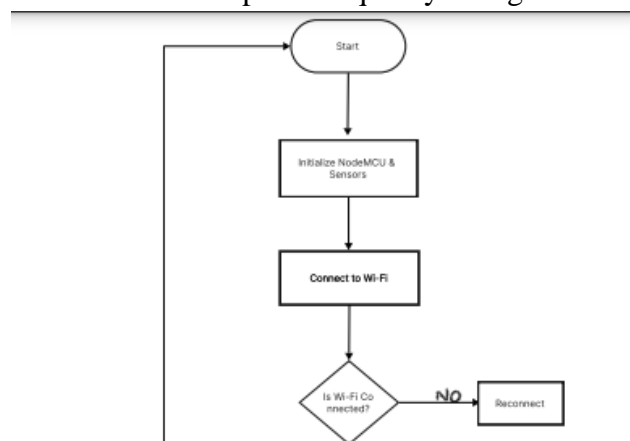 Start
Initialize NodeMCU &
Sensors
Connect to Wi-Fi
Is Wi-Fi Co
nnected?
NO
Reconnect